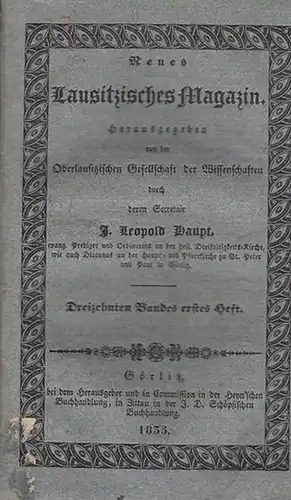 Neues
Lausitzisches Magazin.
Herausgegeben
von der
Oberlausitzischen Gesellschaft der Wissenschaften
durch
deren Secretair
J. Leopold Haupt,
evang. Prediger und Ordinarius an der heil. Dreifaltigkeits-Kirche,
wie auch Diaconus an der Haupt- und Pfarrkirche zu St. Peter
und Paul in Görlitz.
Dreizehnten Bandes erstes Heft.
Görlitz,
bei dem Herausgeber und in Commission in der Heyn'schen
Buchhandlung, in Zittau in der J. D. Schöpsischen
Buchhandlung.
1835.